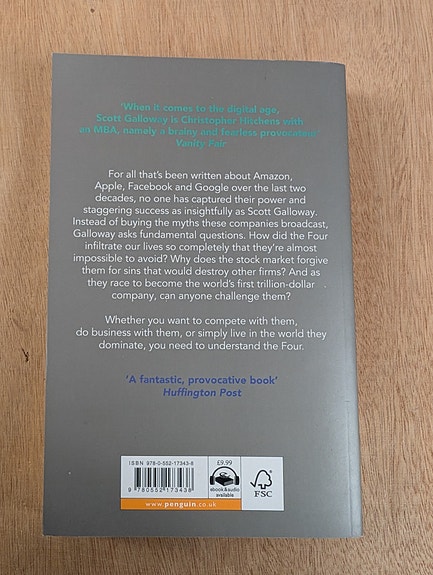 'When it comes to the digital age,
Scott Galloway is Christopher Hitchens with
an MBA, namely a brainy and fearless provocateur'
Vanity Fair
For all that's been written about Amazon,
Apple, Facebook and Google over the last two
decades, no one has captured their power and
staggering success as insightfully as Scott Galloway.
Instead of buying the myths these companies broadcast,
Galloway asks fundamental questions. How did the Four
infiltrate our lives so completely that they're almost
impossible to avoid? Why does the stock market forgive
them for sins that would destroy other firms? And as
they race to become the world's first trillion-dollar
company, can anyone challenge them?
Whether you want to compete with them,
do business with them, or simply live in the world they
dominate, you need to understand the Four.
'A fantastic, provocative book'
Huffington Post
ISBN 978-0-552-17343-8
9 780552 173438
£9.99
ebook & audio
available
FSC
www.penguin.co.uk